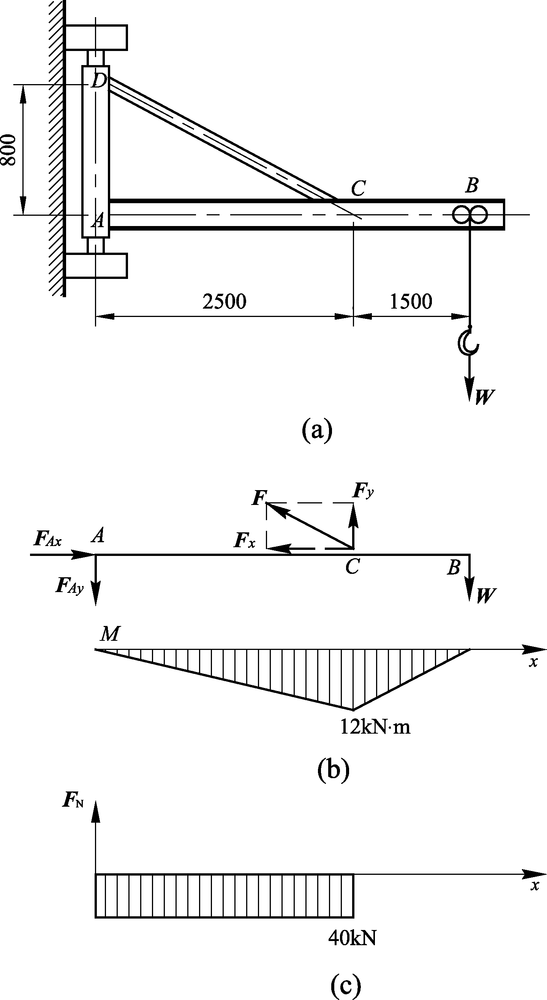 D
800
A
C
B
2500
1500
W
(a)
F
Fy
FAx
A
Fx
C
B
FAy
W
M
x
12kN·m
(b)
FN
x
40kN
(c)